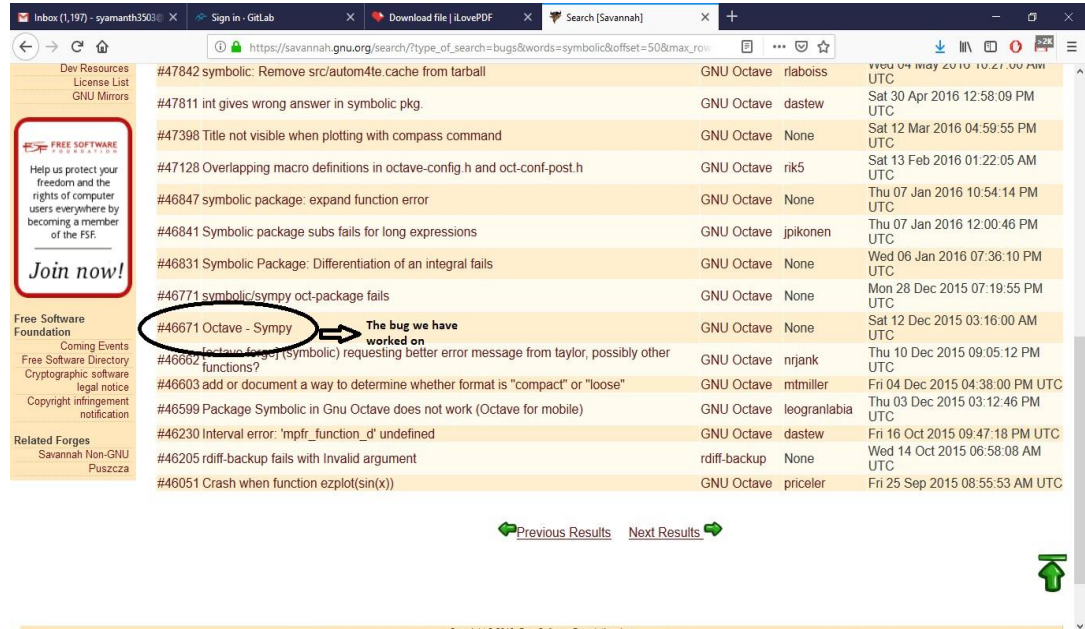 Inbox (1,197) - syamanth3503@
Sign in · GitLab
Download file | iLovePDF
Search [Savannah]
https://savannah.gnu.org/search/?type_of_search=bugs&words=symbolic&offset=50&max_row
>2K
Dev Resources
License List
GNU Mirrors
FREE SOFTWARE
FOUNDATION
Help us protect your
freedom and the
rights of computer
users everywhere by
becoming a member
of the FSF.
Join now!
Free Software
Foundation
Coming Events
Free Software Directory
Cryptographic software
legal notice
Copyright infringement
notification
Related Forges
Savannah Non-GNU
Puszcza
#47842 symbolic: Remove src/autom4te.cache from tarball GNU Octave rlaboiss Wed 04 May 2016 10:27:00 AM
UTC
#47811 int gives wrong answer in symbolic pkg. GNU Octave dastew Sat 30 Apr 2016 12:58:09 PM
UTC
#47398 Title not visible when plotting with compass command GNU Octave None Sat 12 Mar 2016 04:59:55 PM
UTC
#47128 Overlapping macro definitions in octave-config.h and oct-conf-post.h GNU Octave rik5 Sat 13 Feb 2016 01:22:05 AM
UTC
#46847 symbolic package: expand function error GNU Octave None Thu 07 Jan 2016 10:54:14 PM
UTC
#46841 Symbolic package subs fails for long expressions GNU Octave jpikonen Thu 07 Jan 2016 12:00:46 PM
UTC
#46831 Symbolic Package: Differentiation of an integral fails GNU Octave None Wed 06 Jan 2016 07:36:10 PM
UTC
#46771 symbolic/sympy oct-package fails GNU Octave None Mon 28 Dec 2015 07:19:55 PM
UTC
#46671 Octave - Sympy GNU Octave None Sat 12 Dec 2015 03:16:00 AM
UTC
The bug we have
worked on
#46662 [octave forge] (symbolic) requesting better error message from taylor, possibly other
functions? GNU Octave nrjank Thu 10 Dec 2015 09:05:12 PM
UTC
#46603 add or document a way to determine whether format is "compact" or "loose" GNU Octave mtmiller Fri 04 Dec 2015 04:38:00 PM UTC
#46599 Package Symbolic in Gnu Octave does not work (Octave for mobile) GNU Octave leogranlabia Thu 03 Dec 2015 03:12:46 PM
UTC
#46230 Interval error: 'mpfr_function_d' undefined GNU Octave dastew Fri 16 Oct 2015 09:47:18 PM UTC
#46205 rdiff-backup fails with Invalid argument rdiff-backup None Wed 14 Oct 2015 06:58:08 AM
UTC
#46051 Crash when function ezplot(sin(x)) GNU Octave priceler Fri 25 Sep 2015 08:55:53 AM UTC
Previous Results Next Results